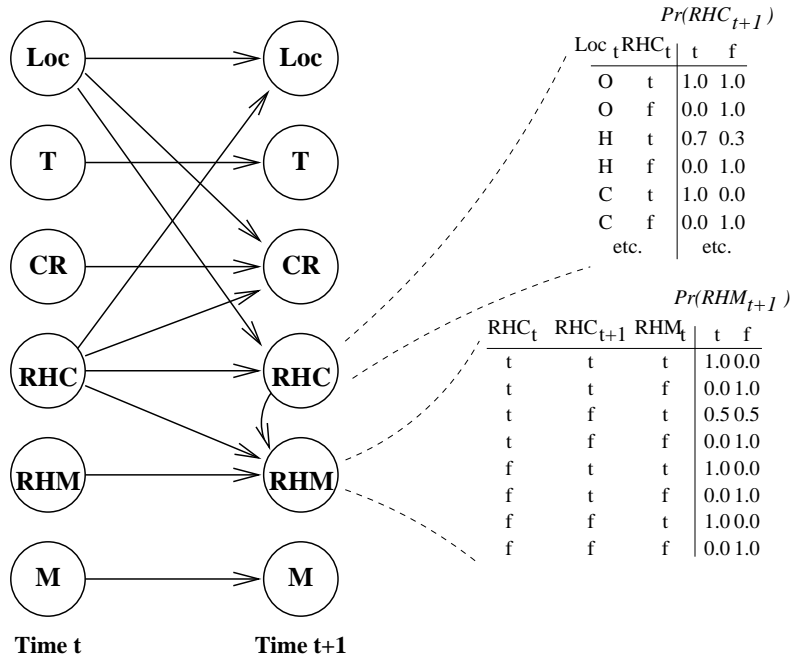 Loc
Loc
T
T
CR
CR
RHC
RHC
RHM
RHM
M
M
Time t
Time t+1
Pr(RHC_{t+1})
Loc_t RHC_t t f
O t 1.0 1.0
O f 0.0 1.0
H t 0.7 0.3
H f 0.0 1.0
C t 1.0 0.0
C f 0.0 1.0
etc. etc.
Pr(RHM_{t+1})
RHC_t RHC_{t+1} RHM_t t f
t t t 1.0 0.0
t t f 0.0 1.0
t f t 0.5 0.5
t f f 0.0 1.0
f t t 1.0 0.0
f t f 0.0 1.0
f f t 1.0 0.0
f f f 0.0 1.0